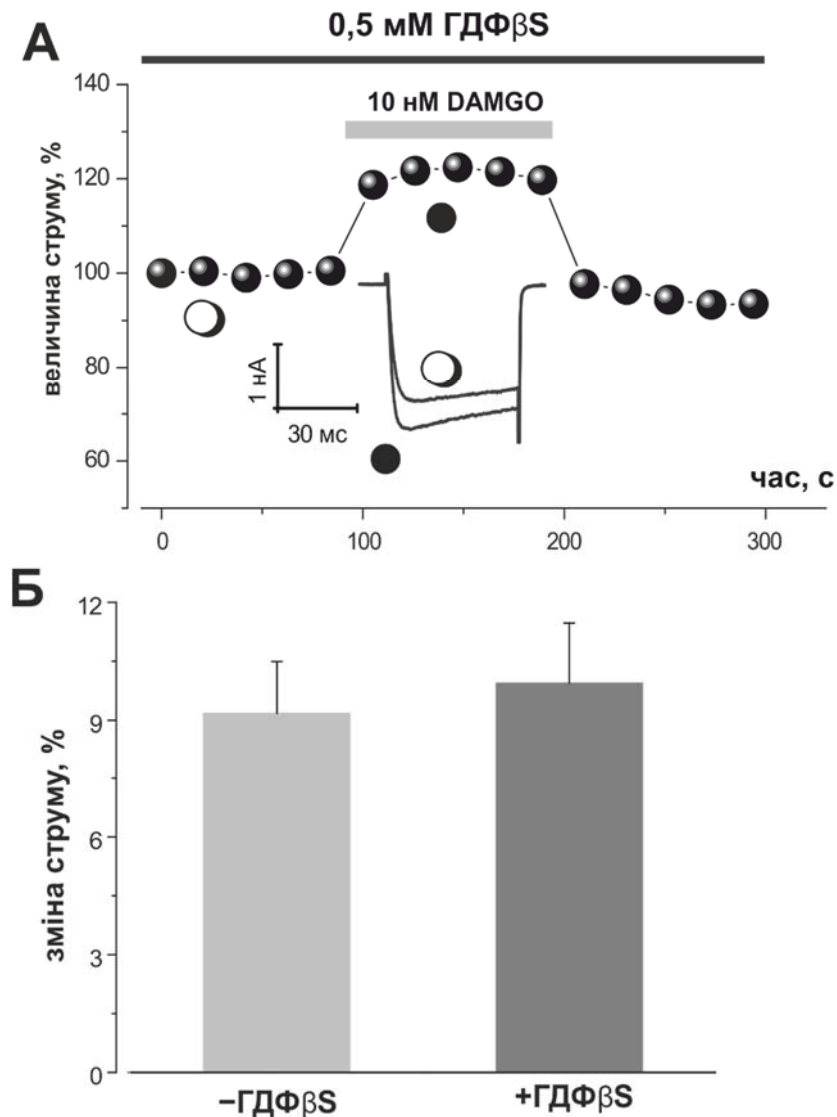 А
0,5 мМ ГДФβS
140
10 нМ DAMGO
120
100
80
60
величина струму, %
1 нА
30 мс
час, с
0 100 200 300
Б
12
9
6
3
0
зміна струму, %
−ГДФβS +ГДФβS